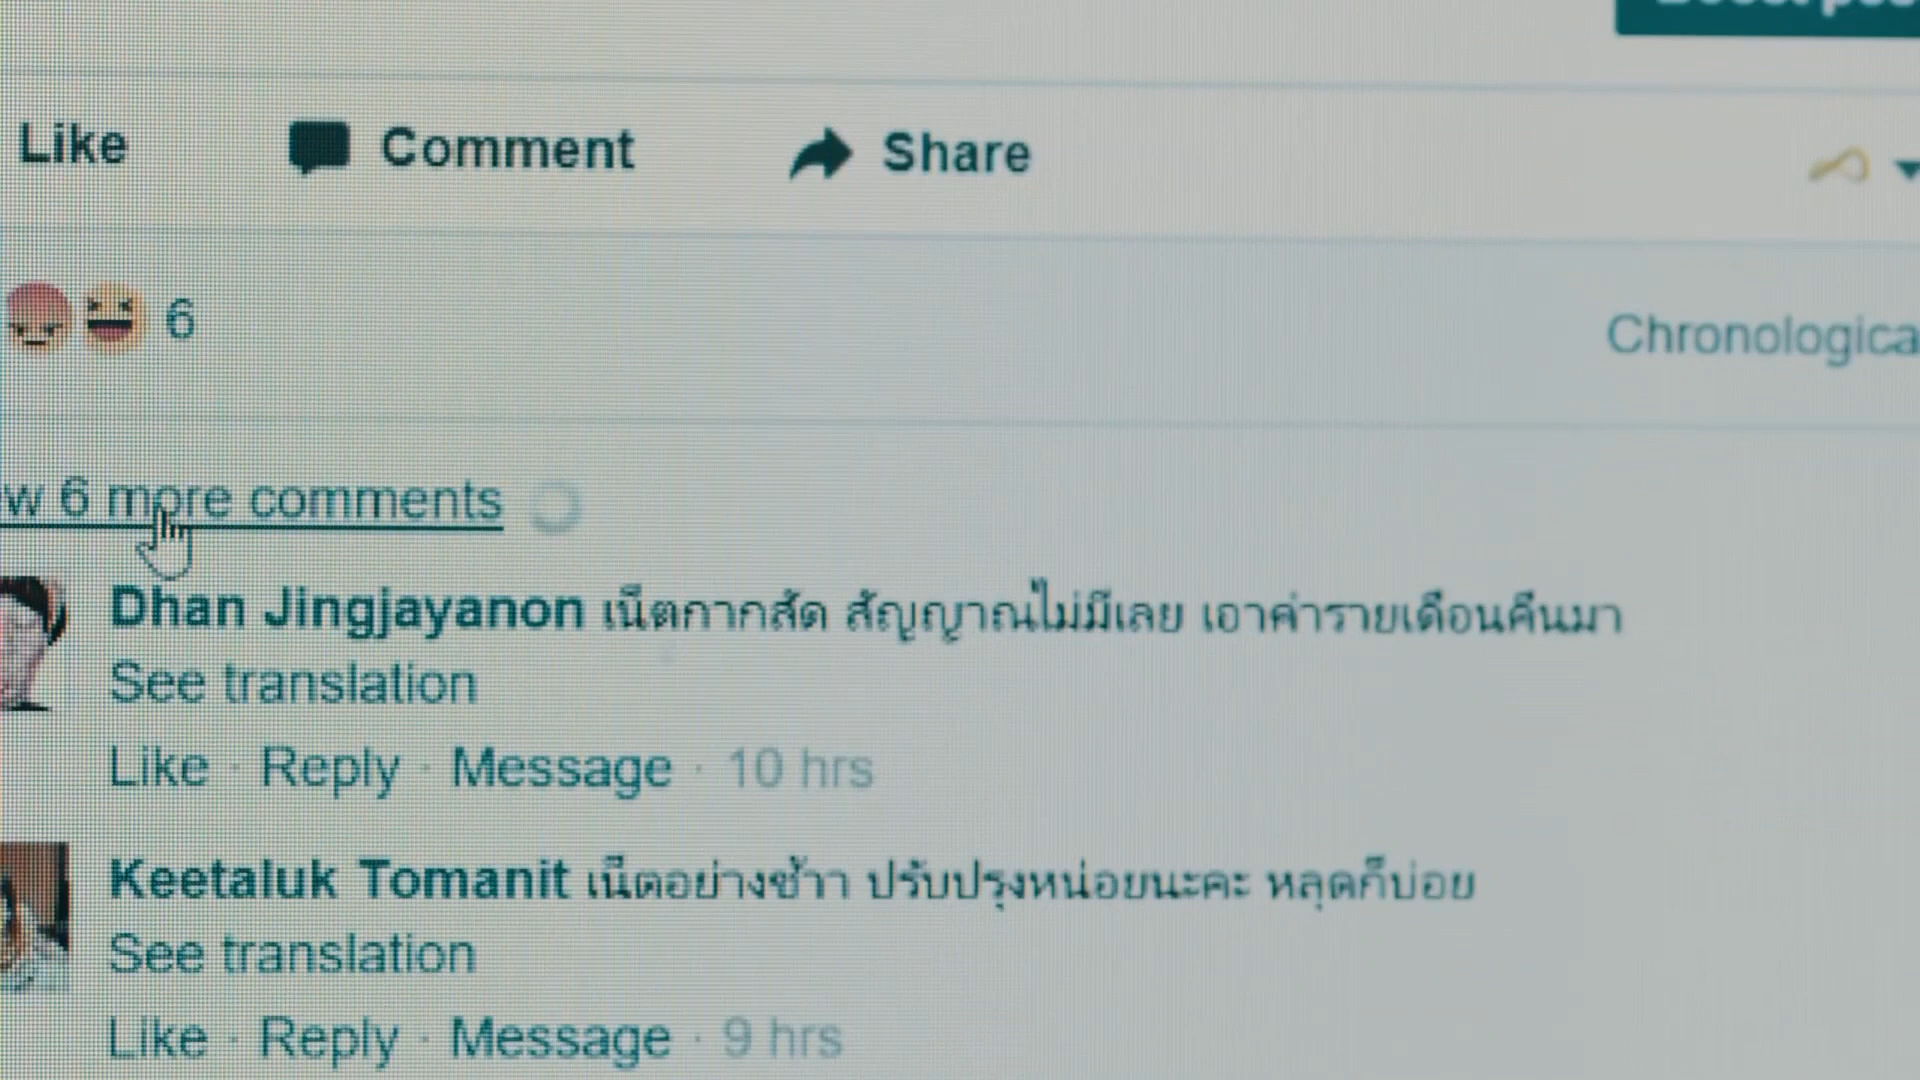 Like Comment Share
6 Chronologica
w 6 more comments
Dhan Jingjayanon เน็ตกากสัด สัญญาณไม่มีเลย เอาค่ารายเดือนคืนมา
See translation
Like · Reply · Message · 10 hrs
Keetaluk Tomanit เน็ตอย่างช้าา ปรับปรุงหน่อยนะคะ หลุดก็บ่อย
See translation
Like · Reply · Message · 9 hrs